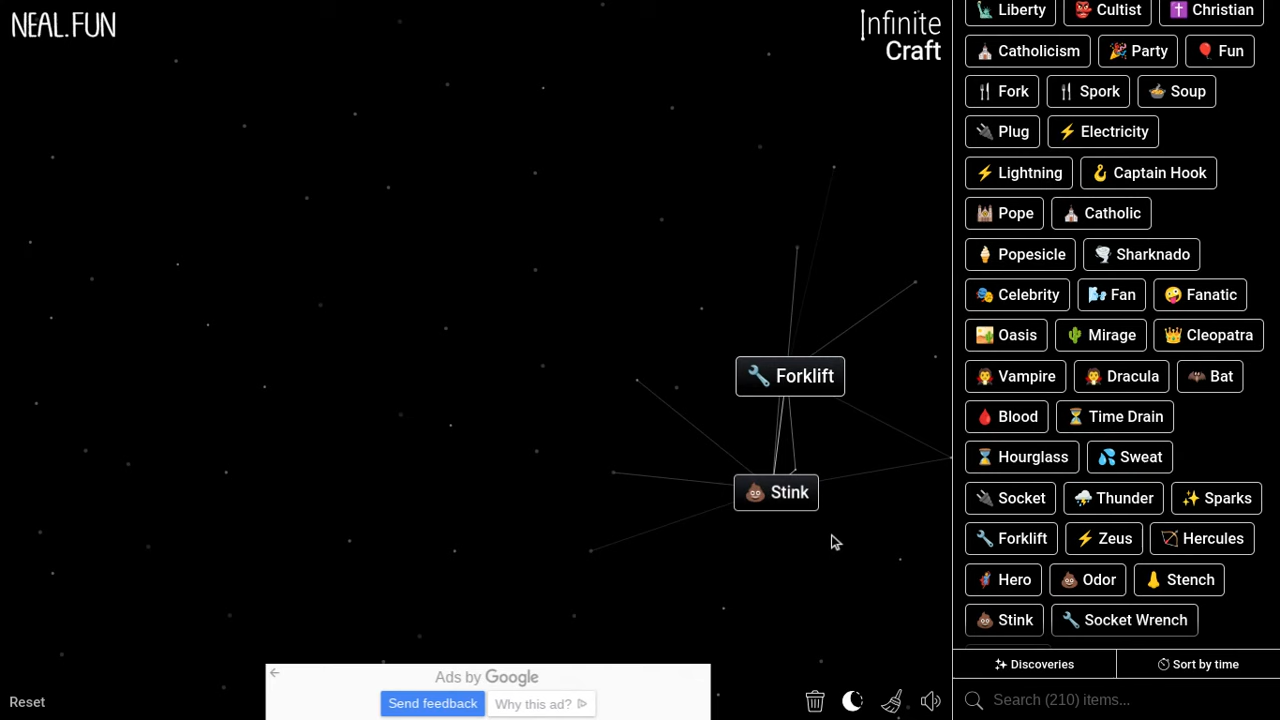 NEAL.FUN
Infinite
Craft
Forklift
Stink
Liberty Cultist Christian
Catholicism Party Fun
Fork Spork Soup
Plug Electricity
Lightning Captain Hook
Pope Catholic
Popesicle Sharknado
Celebrity Fan Fanatic
Oasis Mirage Cleopatra
Vampire Dracula Bat
Blood Time Drain
Hourglass Sweat
Socket Thunder Sparks
Forklift Zeus Hercules
Hero Odor Stench
Stink Socket Wrench
Discoveries Sort by time
Search (210) items...
Ads by Google
Send feedback Why this ad?
Reset